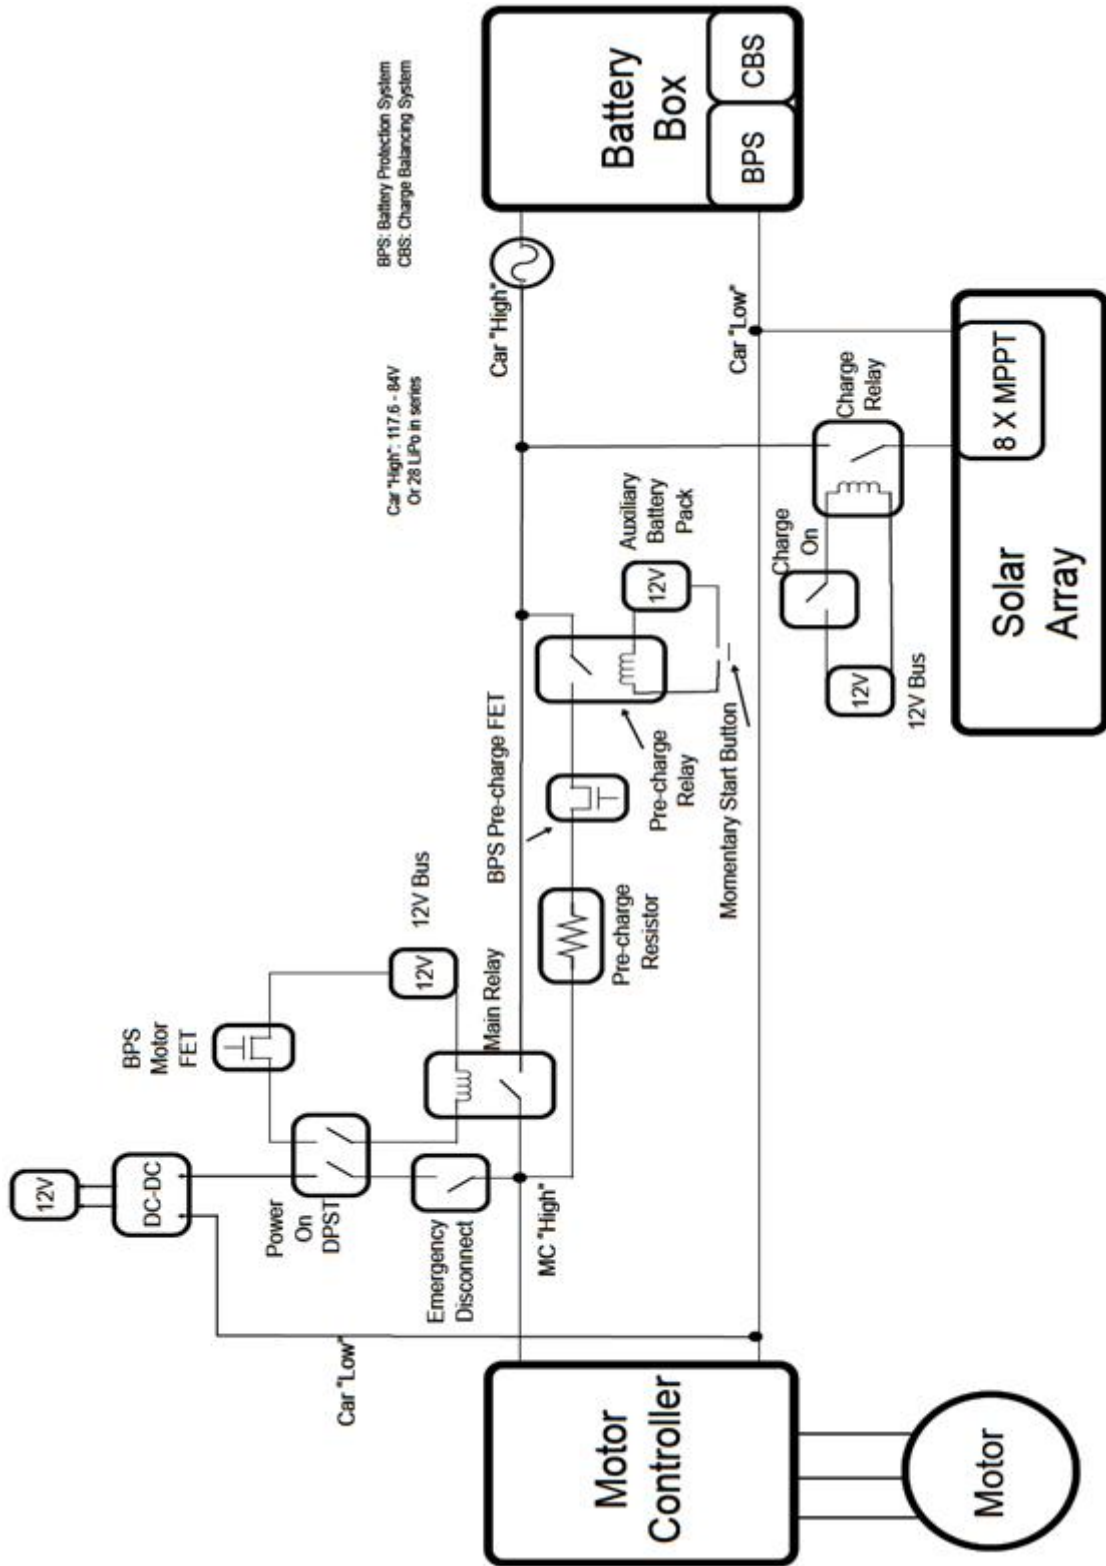 BPS: Battery Protection System
CBS: Charge Balancing System
Car "High": 117.6 - 84V
Or 28 LiPo in series
12V
DC-DC
BPS
Motor
FET
Power
On
DPST
12V
12V Bus
Car "Low"
Emergency
Disconnect
Main Relay
MC "High"
BPS Pre-charge FET
Car "High"
Pre-charge
Resistor
Pre-charge
Relay
12V
Auxiliary
Battery
Pack
Momentary Start Button
Motor
Controller
Battery
Box
BPS
CBS
Car "Low"
Charge
On
Charge
Relay
12V
12V Bus
8 X MPPT
Solar
Array
Motor